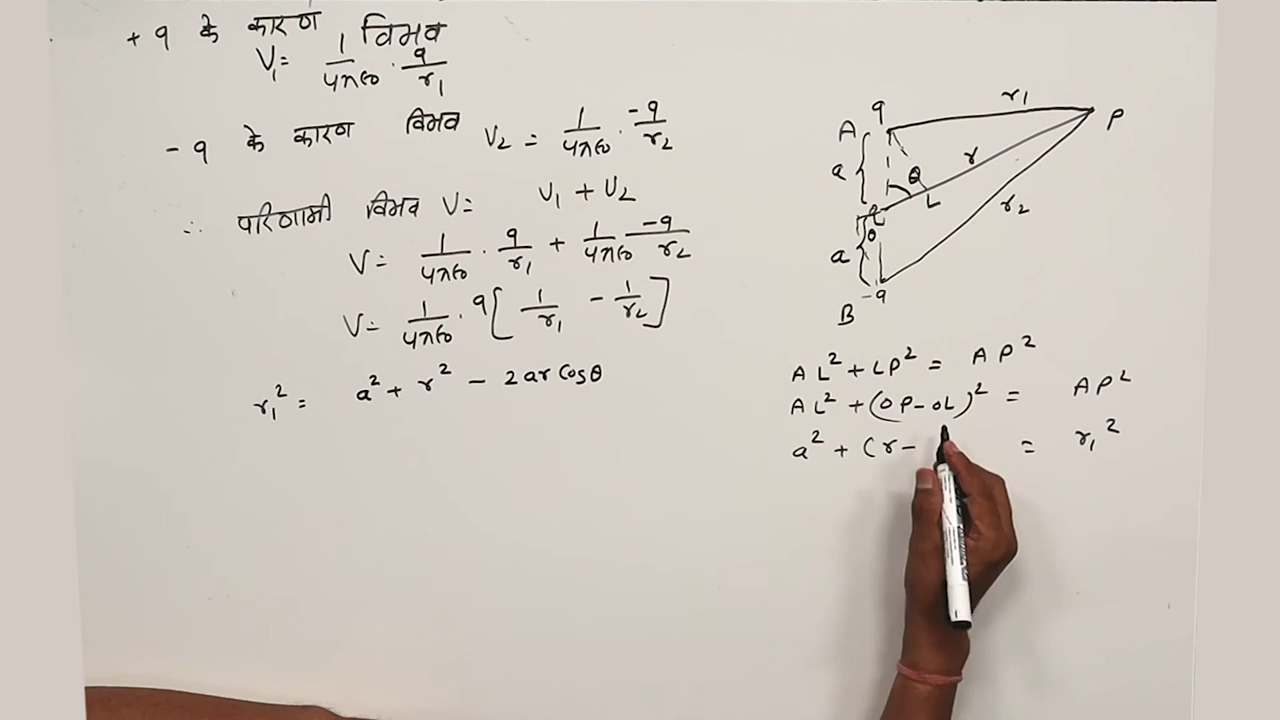 + q के कारण विभव
V₁= 1/4πϵ₀ . q/r₁
- q के कारण विभव V₂ = 1/4πϵ₀ . -q/r₂
∴ परिणामी विभव V= V₁ + V₂
V= 1/4πϵ₀ . q/r₁ + 1/4πϵ₀ -q/r₂
V= 1/4πϵ₀ . q[ 1/r₁ - 1/r₂ ]
r₁² = a² + r² - 2ar Cosθ
q
r₁
A
P
a
r
θ
L
r₂
θ
a
-q
B
AL² + LP² = AP²
AL² + (OP-OL)² = AP²
a² + (r- = r₁²